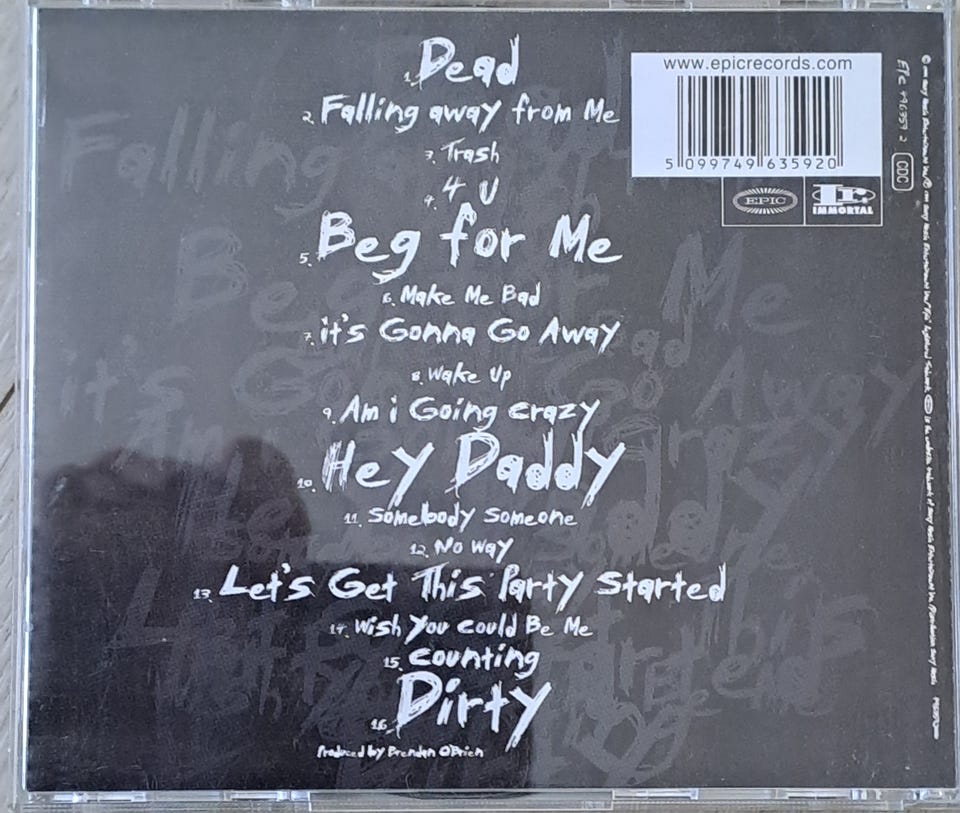 1. Dead
2. Falling away from Me
3. Trash
4. 4 U
5. Beg for Me
6. Make Me Bad
7. it's Gonna Go Away
8. Wake Up
9. Am i Going crazy
10. Hey Daddy
11. somebody someone
12. No Way
13. Let's Get This Party Started
14. Wish You could Be Me
15. counting
16. Dirty
Produced by Brendan O'Brien
www.epicrecords.com
5 099749 635920
EPIC
IMMORTAL
CDC